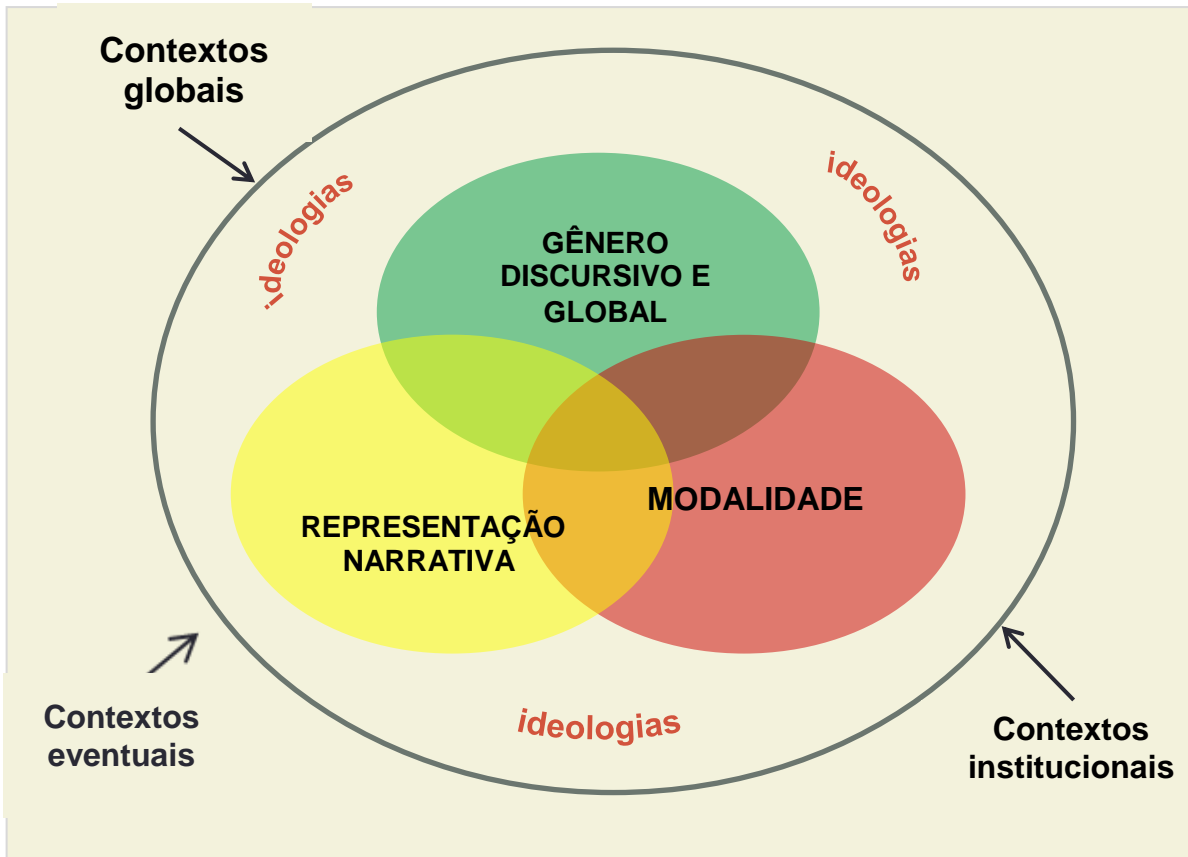 Contextos
globais
ideologias
ideologias
GÊNERO
DISCURSIVO E
GLOBAL
REPRESENTAÇÃO
NARRATIVA
MODALIDADE
ideologias
Contextos
eventuais
Contextos
institucionais